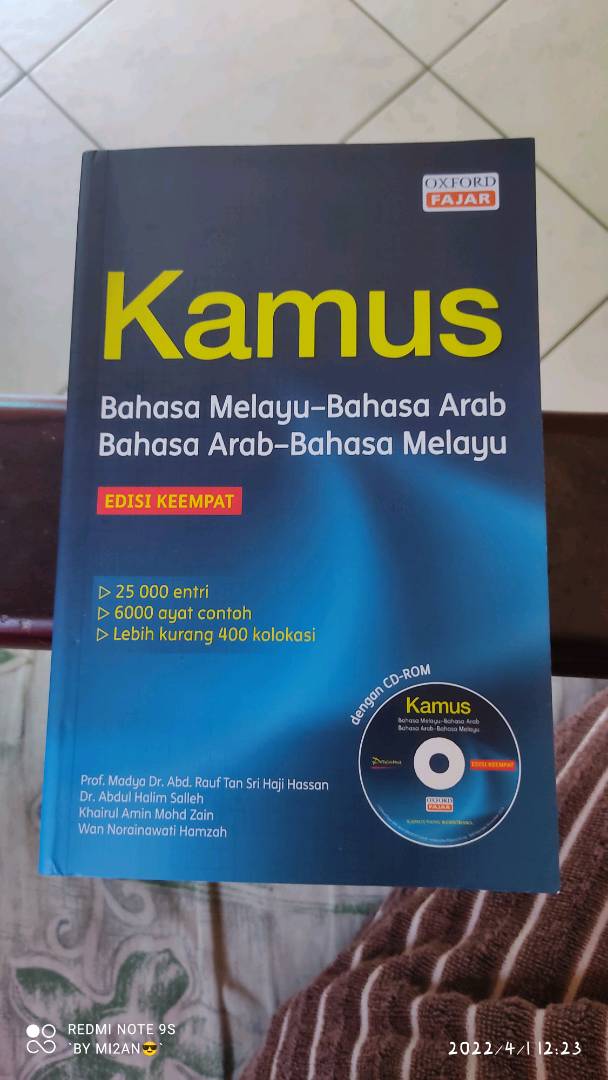 OXFORD
FAJAR
Kamus
Bahasa Melayu–Bahasa Arab
Bahasa Arab–Bahasa Melayu
EDISI KEEMPAT
▷ 25 000 entri
▷ 6000 ayat contoh
▷ Lebih kurang 400 kolokasi
dengan CD-ROM
Kamus
Bahasa Melayu–Bahasa Arab
Bahasa Arab–Bahasa Melayu
EDISI KEEMPAT
OXFORD
FAJAR
Prof. Madya Dr. Abd. Rauf Tan Sri Haji Hassan
Dr. Abdul Halim Salleh
Khairul Amin Mohd Zain
Wan Norainawati Hamzah
REDMI NOTE 9S
`BY MI2AN😎`
2022/4/1 12:23